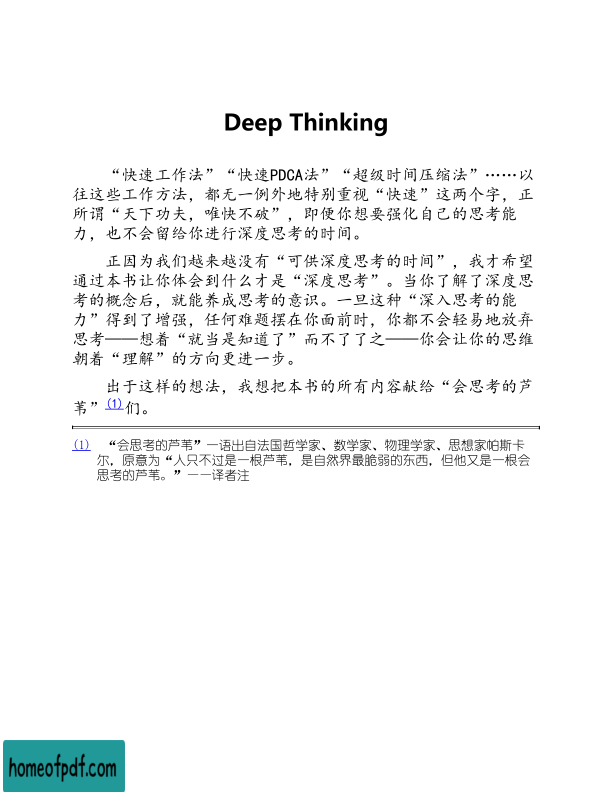 Deep Thinking
“快速工作法”“快速PDCA法”“超级时间压缩法”……以
往这些工作方法，都无一例外地特别重视“快速”这两个字，正
所谓“天下功夫，唯快不破”，即便你想要强化自己的思考能
力，也不会留给你进行深度思考的时间。
正因为我们越来越没有“可供深度思考的时间”，我才希望
通过本书让你体会到什么才是“深度思考”。当你了解了深度思
考的概念后，就能养成思考的意识。一旦这种“深入思考的能
力”得到了增强，任何难题摆在你面前时，你都不会轻易地放弃
思考——想着“就当是知道了”而不了了之——你会让你的思维
朝着“理解”的方向更进一步。
出于这样的想法，我想把本书的所有内容献给“会思考的芦
苇”(1)们。
(1) “会思考的芦苇”一语出自法国哲学家、数学家、物理学家、思想家帕斯卡
尔，原意为“人只不过是一根芦苇，是自然界最脆弱的东西，但他又是一根会
思考的芦苇。”——译者注
homeofpdf.com